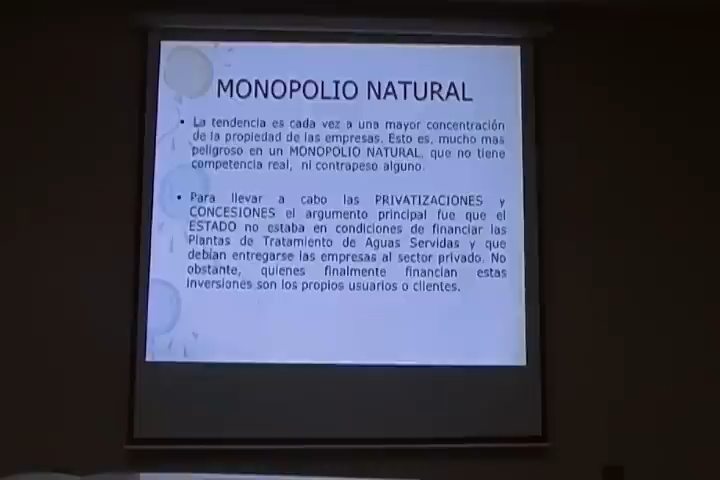 MONOPOLIO NATURAL
• La tendencia es cada vez a una mayor concentración
de la propiedad de las empresas. Esto es, mucho mas
peligroso en un MONOPOLIO NATURAL, que no tiene
competencia real, ni contrapeso alguno.
• Para llevar a cabo las PRIVATIZACIONES y
CONCESIONES el argumento principal fue que el
ESTADO no estaba en condiciones de financiar las
Plantas de Tratamiento de Aguas Servidas y que
debían entregarse las empresas al sector privado. No
obstante, quienes finalmente financian estas
inversiones son los propios usuarios o clientes.